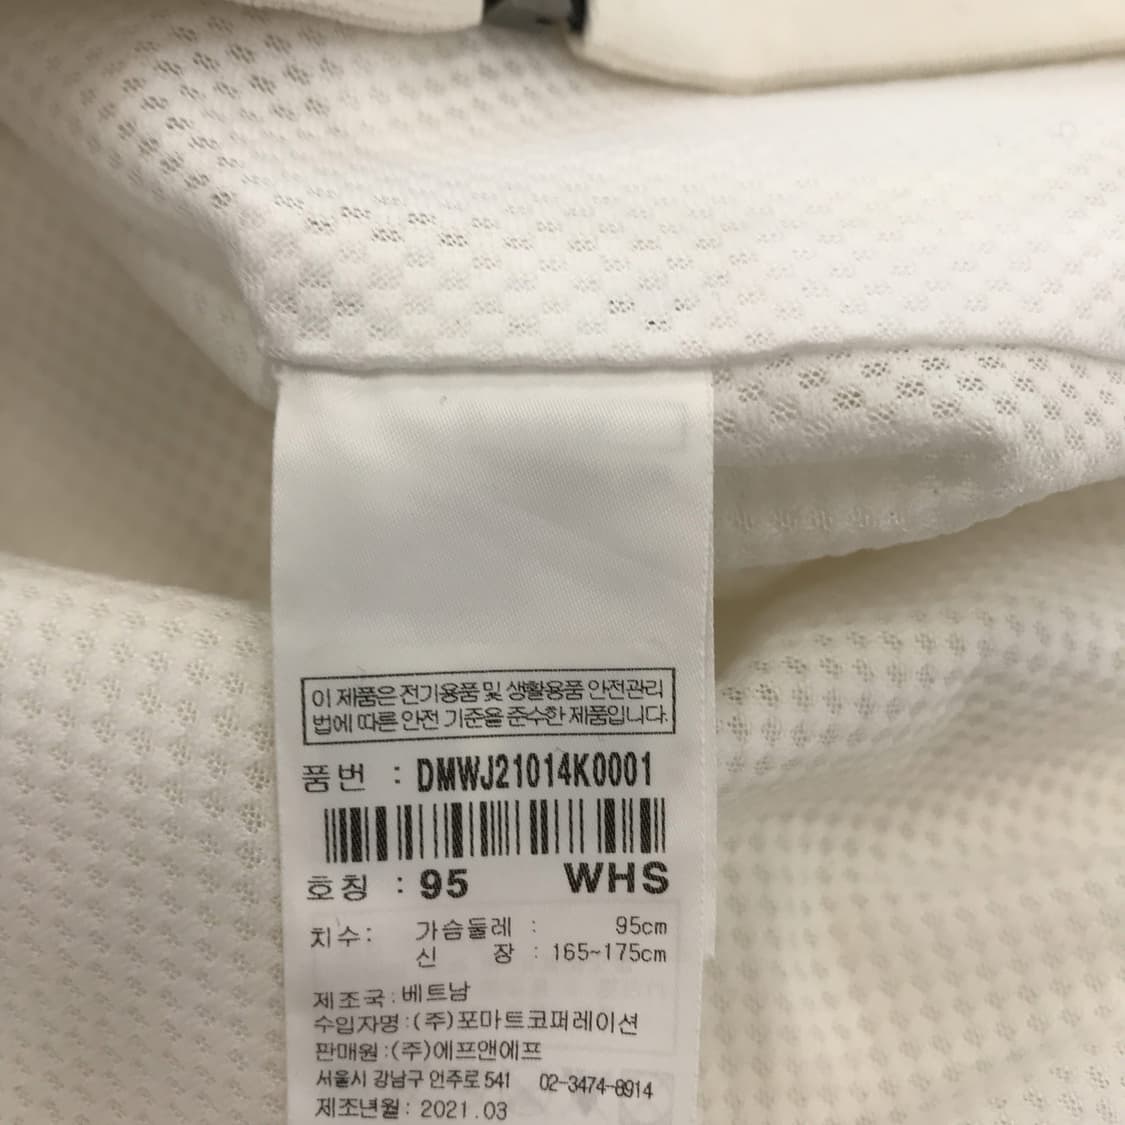 이 제품은 전기용품 및 생활용품 안전관리
법에 따른 안전 기준을 준수한 제품입니다.
품번 : DMWJ21014K0001
호칭 : 95 WHS
치수: 가슴둘레 : 95cm
신 장 : 165~175cm
제조국 : 베트남
수입자명 : (주)포마트코퍼레이션
판매원 : (주)에프앤에프
서울시 강남구 언주로 541 02-3474-8914
제조년월 : 2021.03